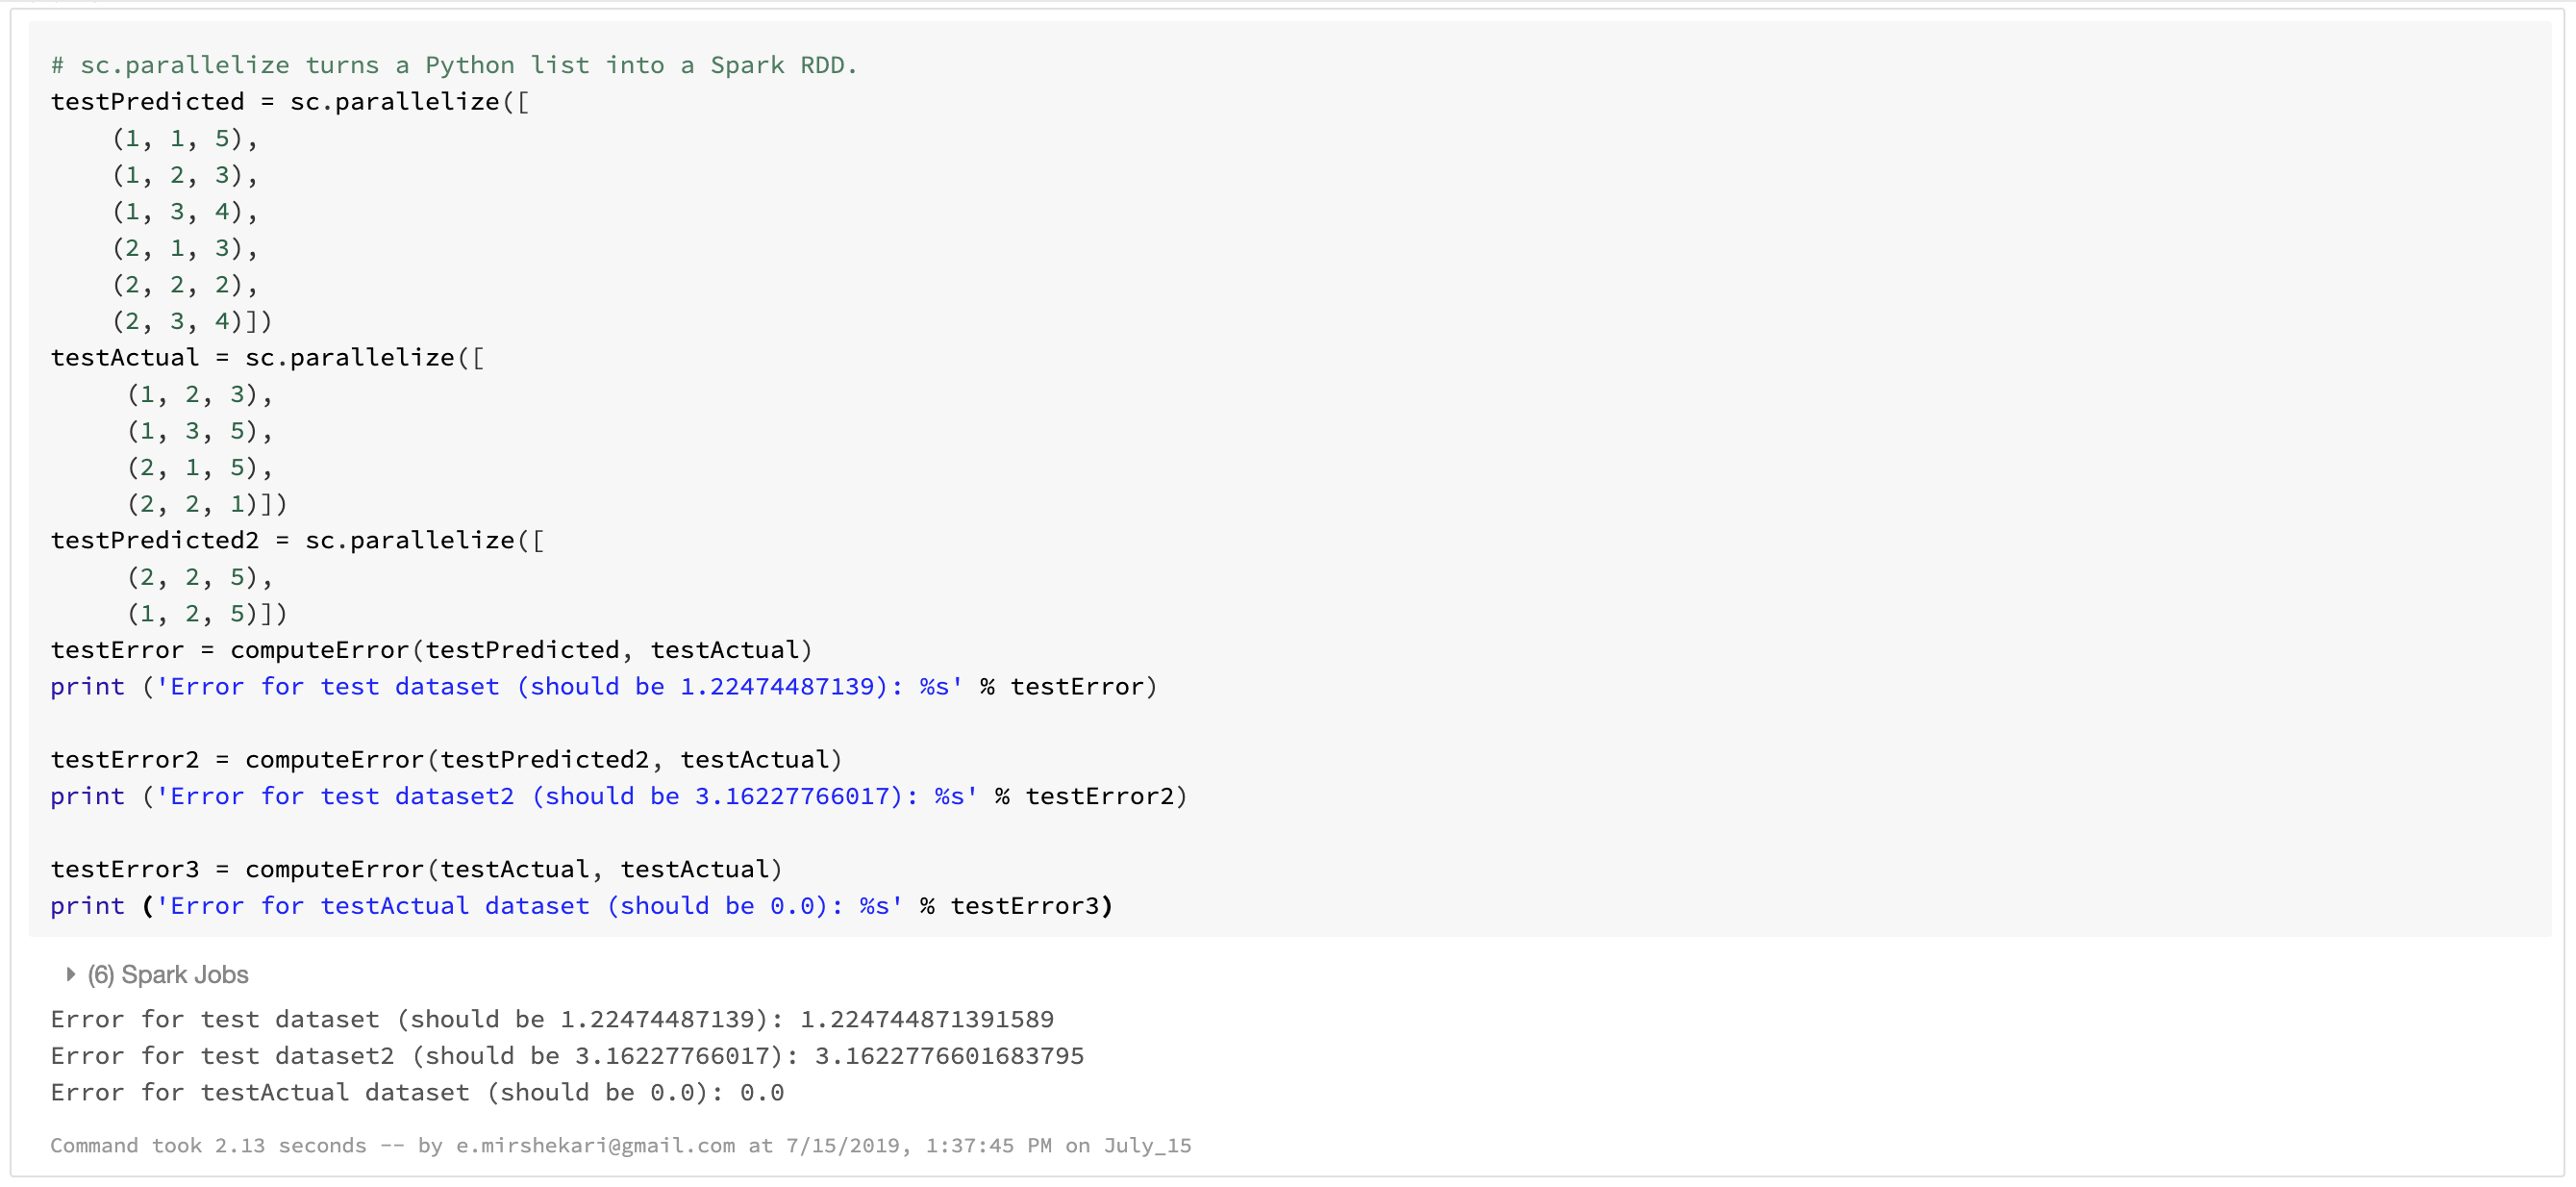 # sc.parallelize turns a Python list into a Spark RDD.
testPredicted = sc.parallelize([
    (1, 1, 5),
    (1, 2, 3),
    (1, 3, 4),
    (2, 1, 3),
    (2, 2, 2),
    (2, 3, 4)])
testActual = sc.parallelize([
     (1, 2, 3),
     (1, 3, 5),
     (2, 1, 5),
     (2, 2, 1)])
testPredicted2 = sc.parallelize([
     (2, 2, 5),
     (1, 2, 5)])
testError = computeError(testPredicted, testActual)
print ('Error for test dataset (should be 1.22474487139): %s' % testError)

testError2 = computeError(testPredicted2, testActual)
print ('Error for test dataset2 (should be 3.16227766017): %s' % testError2)

testError3 = computeError(testActual, testActual)
print ('Error for testActual dataset (should be 0.0): %s' % testError3)
(6) Spark Jobs
Error for test dataset (should be 1.22474487139): 1.224744871391589
Error for test dataset2 (should be 3.16227766017): 3.1622776601683795
Error for testActual dataset (should be 0.0): 0.0
Command took 2.13 seconds -- by e.mirshekari@gmail.com at 7/15/2019, 1:37:45 PM on July_15